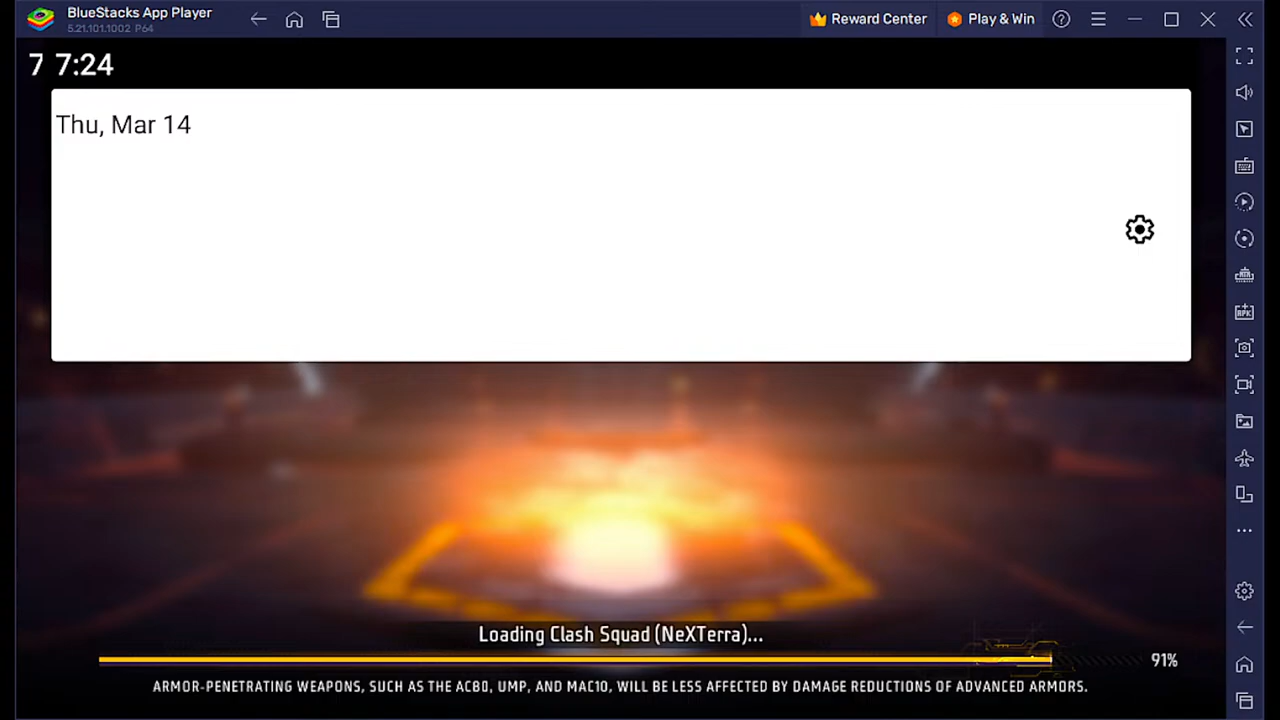 BlueStacks App Player
5.21.101.1002 P64
Reward Center
Play & Win
7 7:24
Thu, Mar 14
APK
Loading Clash Squad (NeXTerra)...
91%
ARMOR-PENETRATING WEAPONS, SUCH AS THE AC80, UMP, AND MAC10, WILL BE LESS AFFECTED BY DAMAGE REDUCTIONS OF ADVANCED ARMORS.